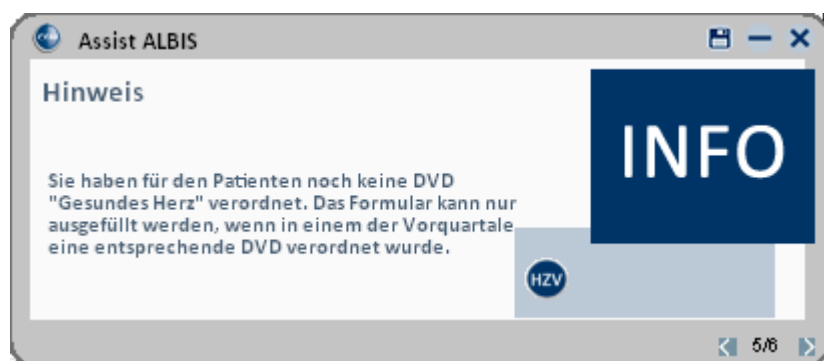 Assist ALBIS
Hinweis
INFO
Sie haben für den Patienten noch keine DVD
"Gesundes Herz" verordnet. Das Formular kann nur
ausgefüllt werden, wenn in einem der Vorquartale
eine entsprechende DVD verordnet wurde.
HZV
5/6